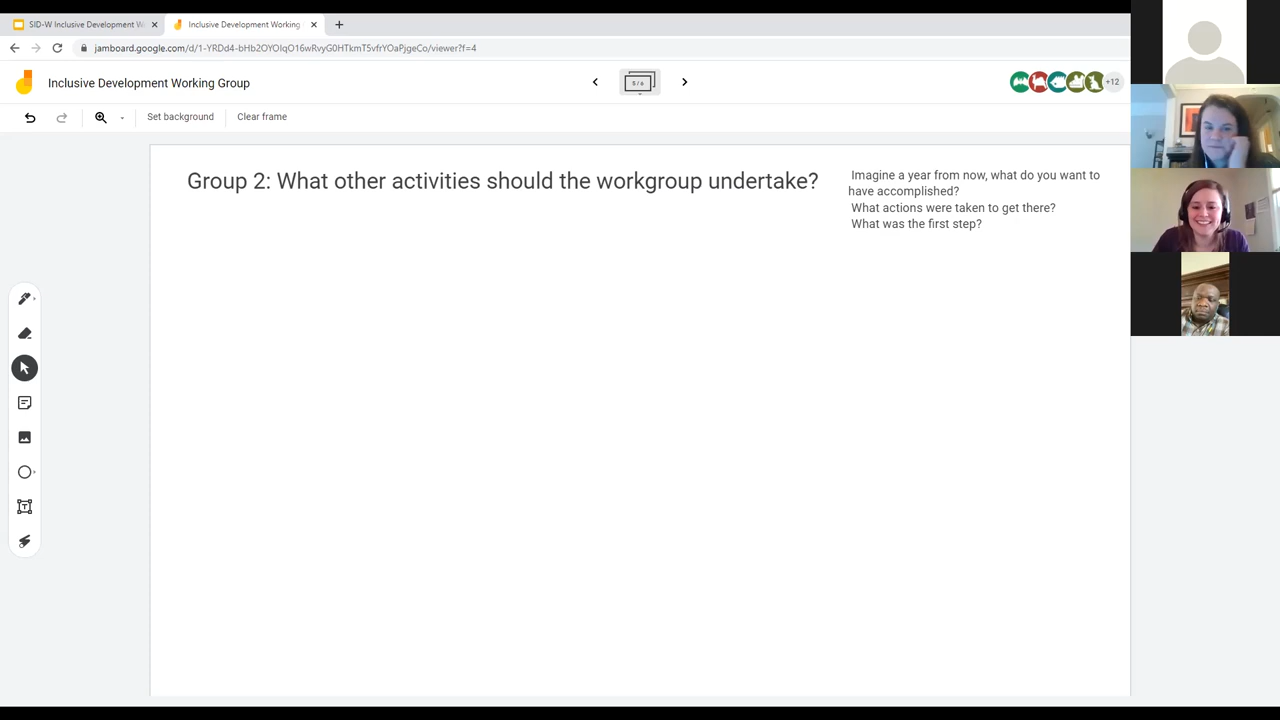 SID-W Inclusive Development W
Inclusive Development Working
jamboard.google.com/d/1-YRDd4-bHb2OYOIqO16wRvyG0HTkmT5vfrYOaPjgeCo/viewer?f=4
Inclusive Development Working Group
5 / 6
+12
Set background
Clear frame
Group 2: What other activities should the workgroup undertake?
Imagine a year from now, what do you want to
have accomplished?
What actions were taken to get there?
What was the first step?